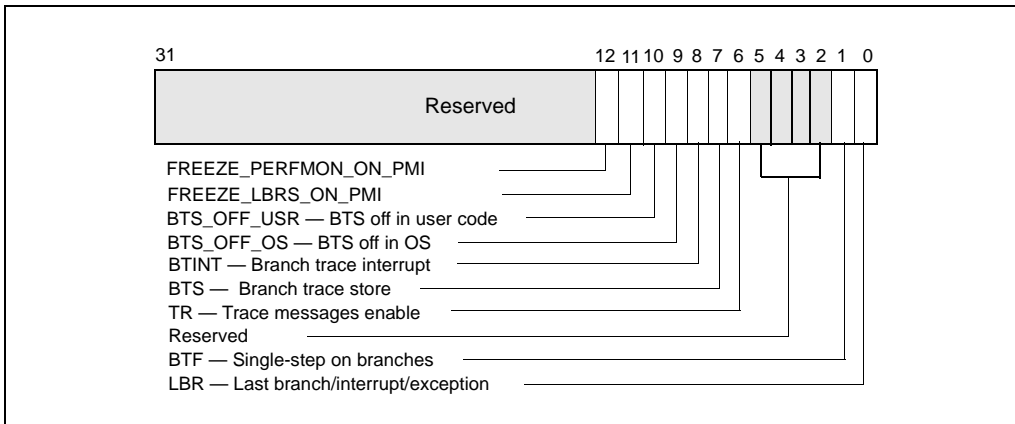 31 12 11 10 9 8 7 6 5 4 3 2 1 0
Reserved
FREEZE_PERFMON_ON_PMI
FREEZE_LBRS_ON_PMI
BTS_OFF_USR — BTS off in user code
BTS_OFF_OS — BTS off in OS
BTINT — Branch trace interrupt
BTS — Branch trace store
TR — Trace messages enable
Reserved
BTF — Single-step on branches
LBR — Last branch/interrupt/exception